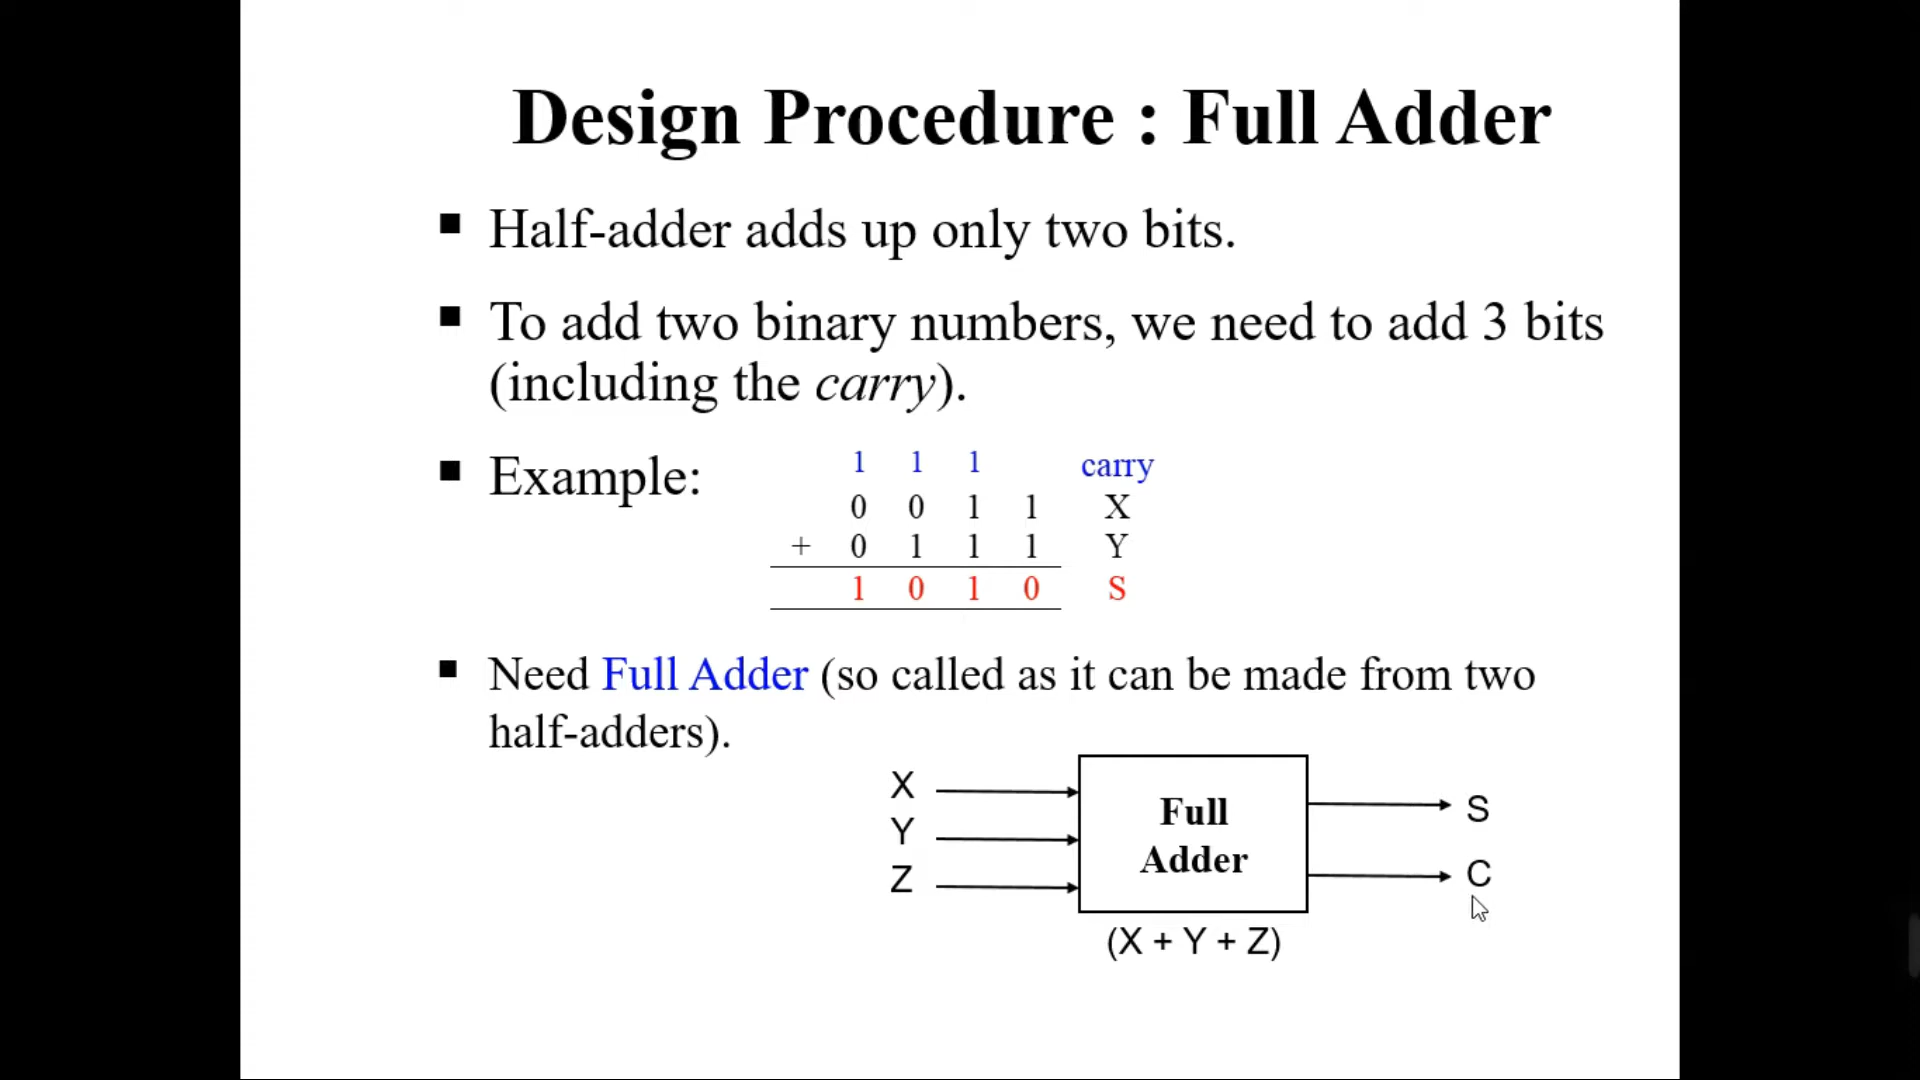 Design Procedure : Full Adder
■ Half-adder adds up only two bits.
■ To add two binary numbers, we need to add 3 bits
(including the carry).
■ Example:
1 1 1 carry
0 0 1 1 X
+ 0 1 1 1 Y
1 0 1 0 S
■ Need Full Adder (so called as it can be made from two
half-adders).
X
Y
Z
Full
Adder
S
C
(X + Y + Z)